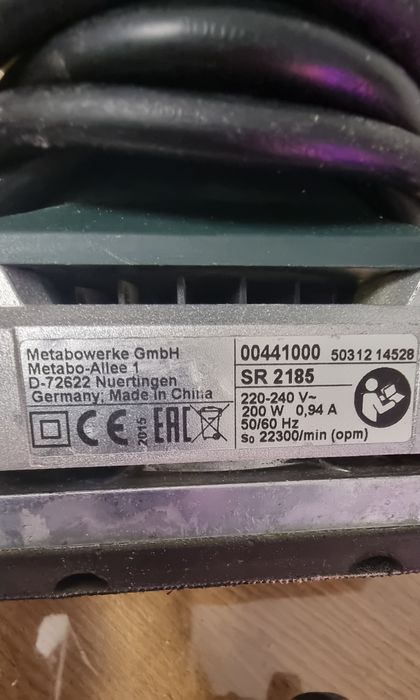 Metabowerke GmbH
Metabo-Allee 1
D-72622 Nuertingen
Germany, Made In China
CE 2015 EAC
00441000 50312 14528
SR 2185
220-240 V~
200 W 0,94 A
50/60 Hz
s₀ 22300/min (opm)